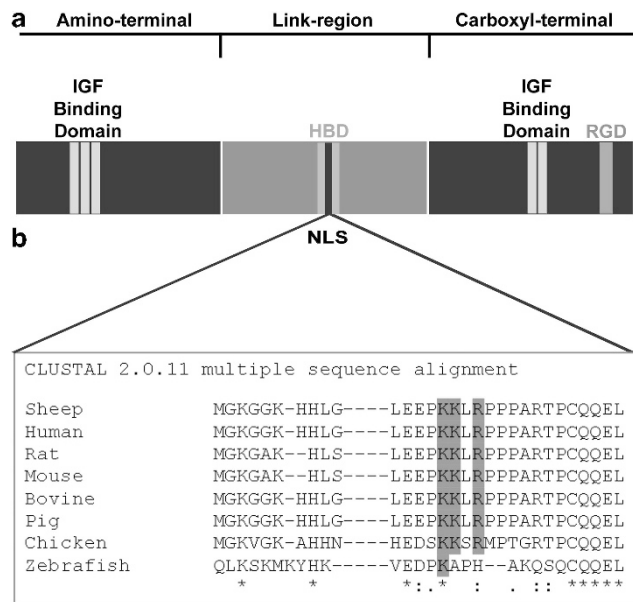 a
Amino-terminal Link-region Carboxyl-terminal
IGF Binding Domain
HBD
IGF Binding Domain
RGD
b
NLS
CLUSTAL 2.0.11 multiple sequence alignment
Sheep MGKGGK-HHLG----LEEPKKLRPPPARTPCQQEL
Human MGKGGK-HHLG----LEEPKKLRPPPARTPCQQEL
Rat MGKGAK-HLS----LEEPKKLRPPPARTPCQQEL
Mouse MGKGAK-HLS----LEEPKKLRPPPARTPCQQEL
Bovine MGKGGK-HHLG----LEEPKKLRPPPARTPCQQEL
Pig MGKGGK-HHLG----LEEPKKLRPPPARTPCQQEL
Chicken MGKVGK-AHHN----HEDSKKSRMPTGRTPCQQEL
Zebrafish QLKSKMKYHK-----VEDPKAPH--AKQSQCQQEL
* * *:.* : . :: *****